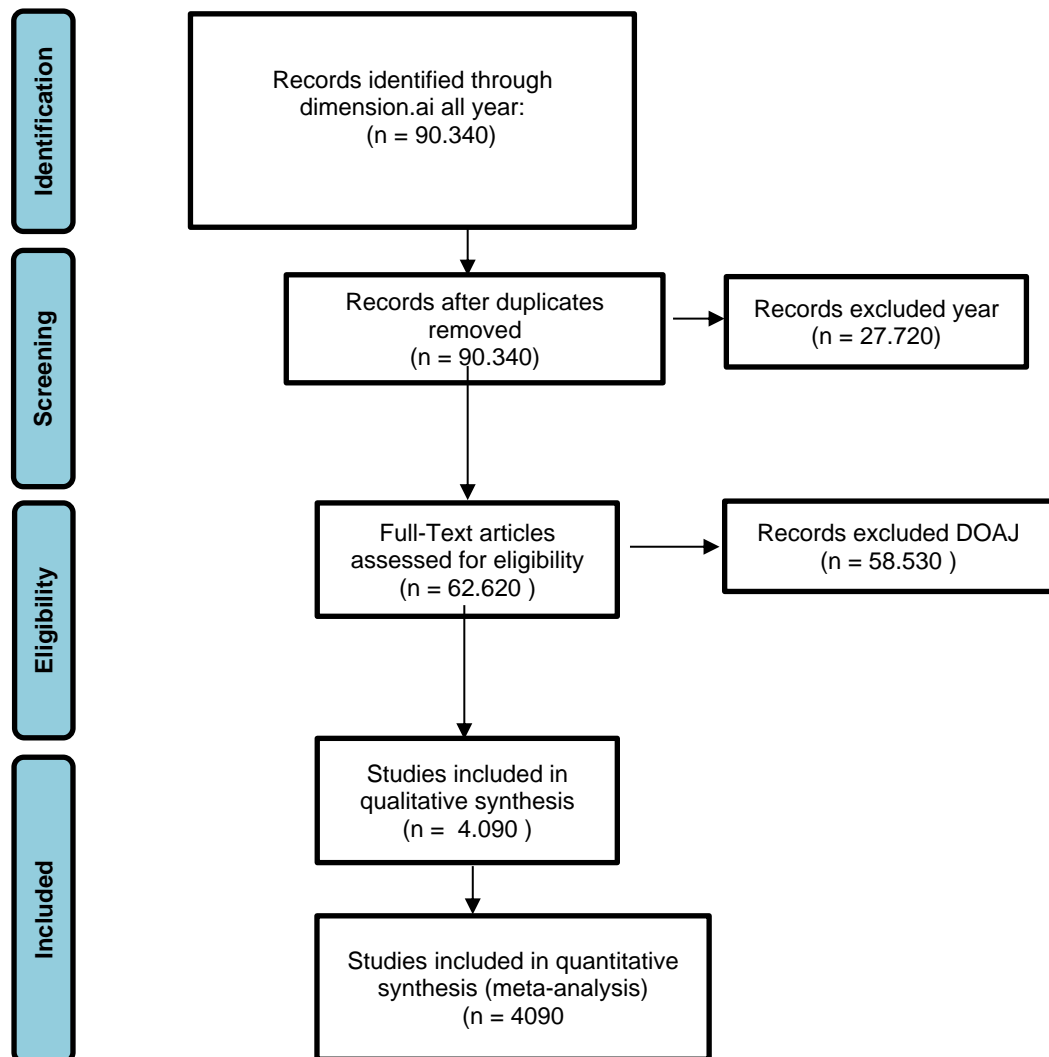 Identification
Records identified through
dimension.ai all year:
(n = 90.340)
Screening
Records after duplicates
removed
(n = 90.340)
Records excluded year
(n = 27.720)
Eligibility
Full-Text articles
assessed for eligibility
(n = 62.620 )
Records excluded DOAJ
(n = 58.530 )
Included
Studies included in
qualitative synthesis
(n =  4.090 )
Studies included in quantitative
synthesis (meta-analysis)
(n = 4090